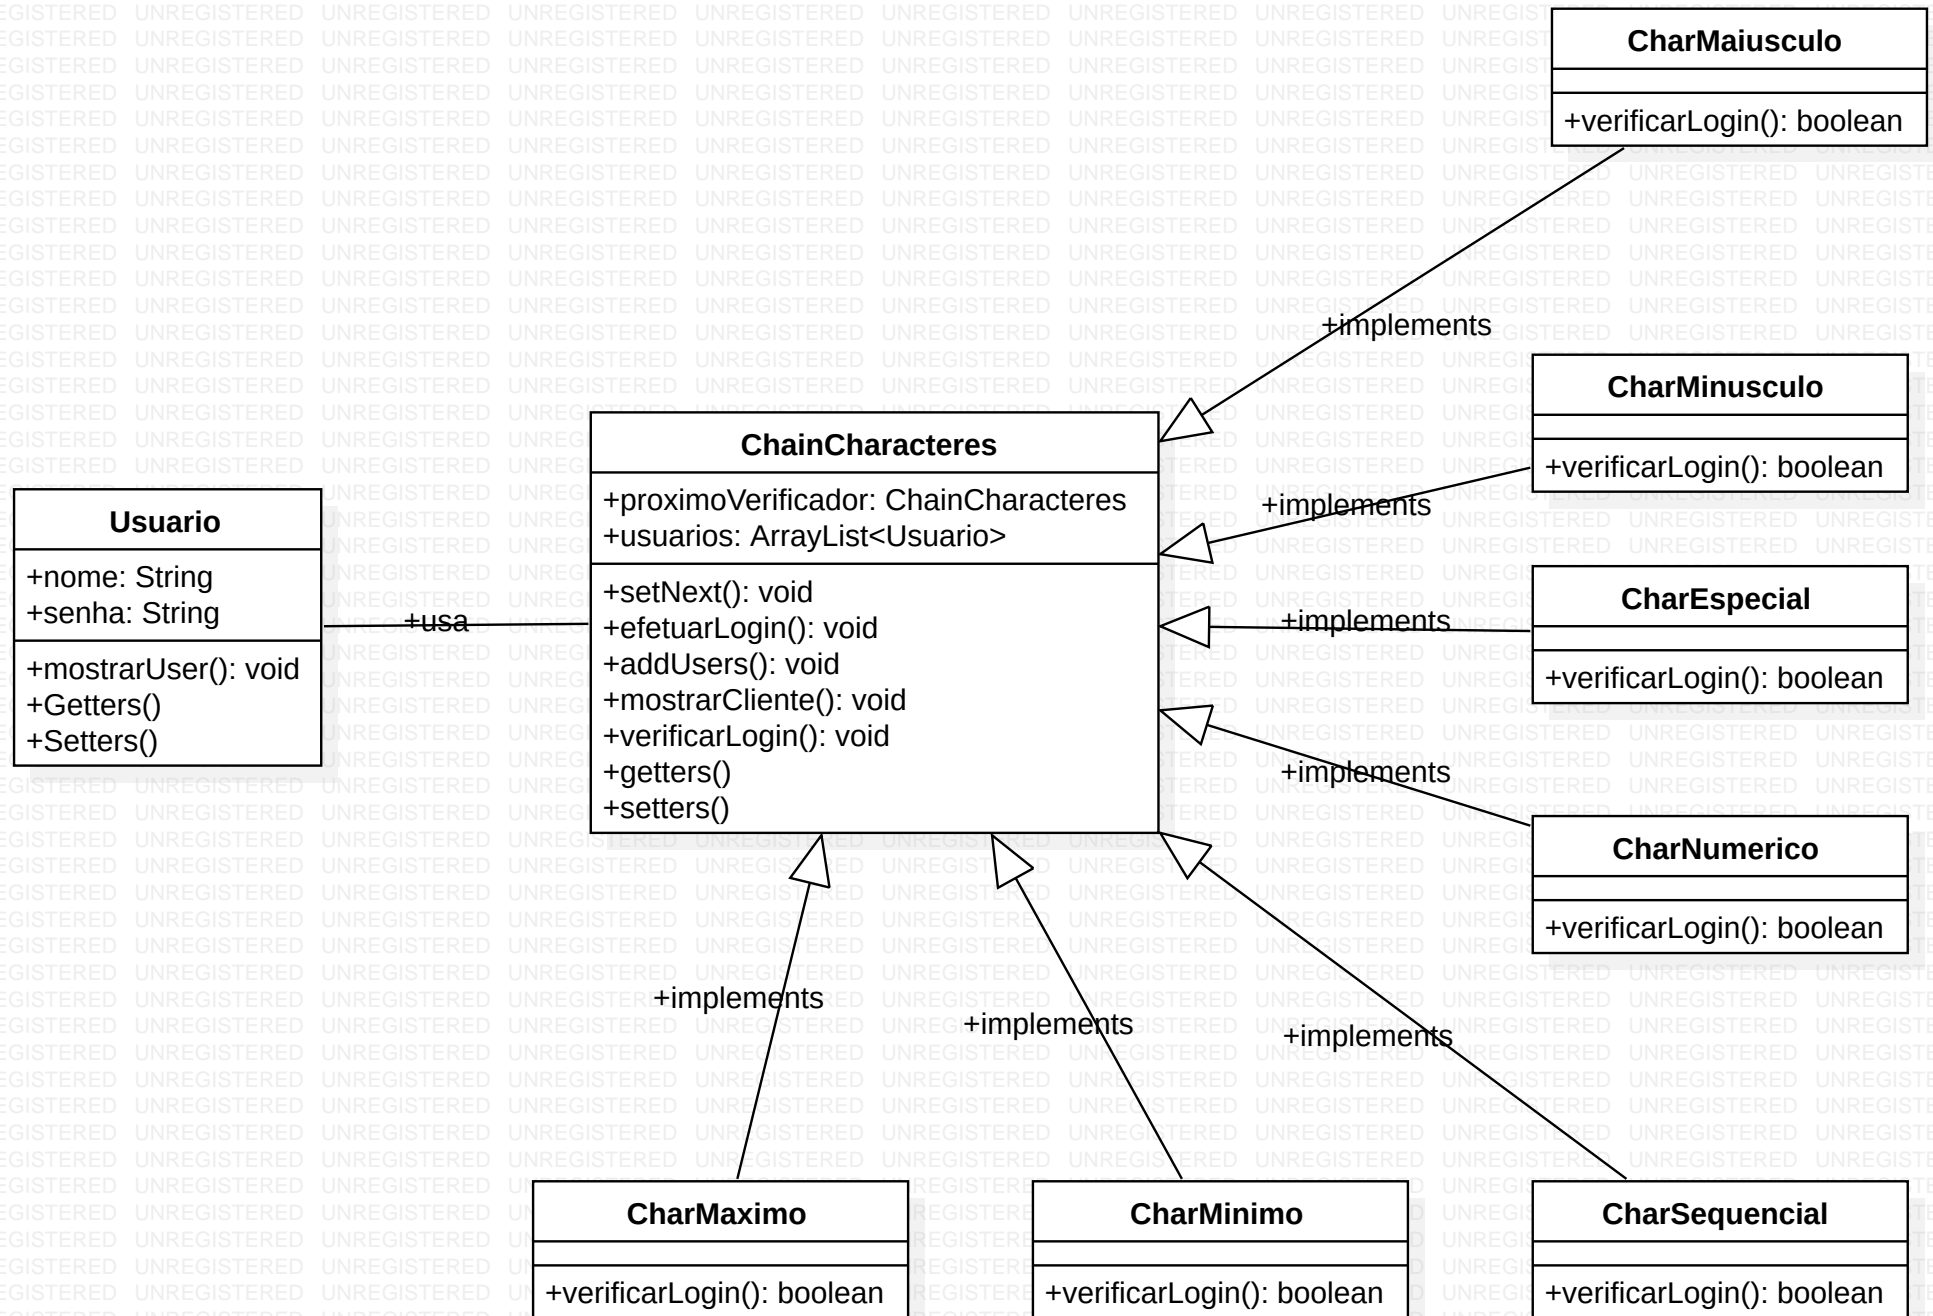 CharMaiusculo
+verificarLogin(): boolean
+implements
CharMinusculo
+verificarLogin(): boolean
+implements
ChainCharacteres
+proximoVerificador: ChainCharacteres
+usuarios: ArrayList<Usuario>
+setNext(): void
+efetuarLogin(): void
+addUsers(): void
+mostrarCliente(): void
+verificarLogin(): void
+getters()
+setters()
Usuario
+nome: String
+senha: String
+mostrarUser(): void
+Getters()
+Setters()
+usa
+implements
CharEspecial
+verificarLogin(): boolean
+implements
CharNumerico
+verificarLogin(): boolean
+implements
+implements
+implements
CharMaximo
+verificarLogin(): boolean
CharMinimo
+verificarLogin(): boolean
CharSequencial
+verificarLogin(): boolean
UNREGISTERED